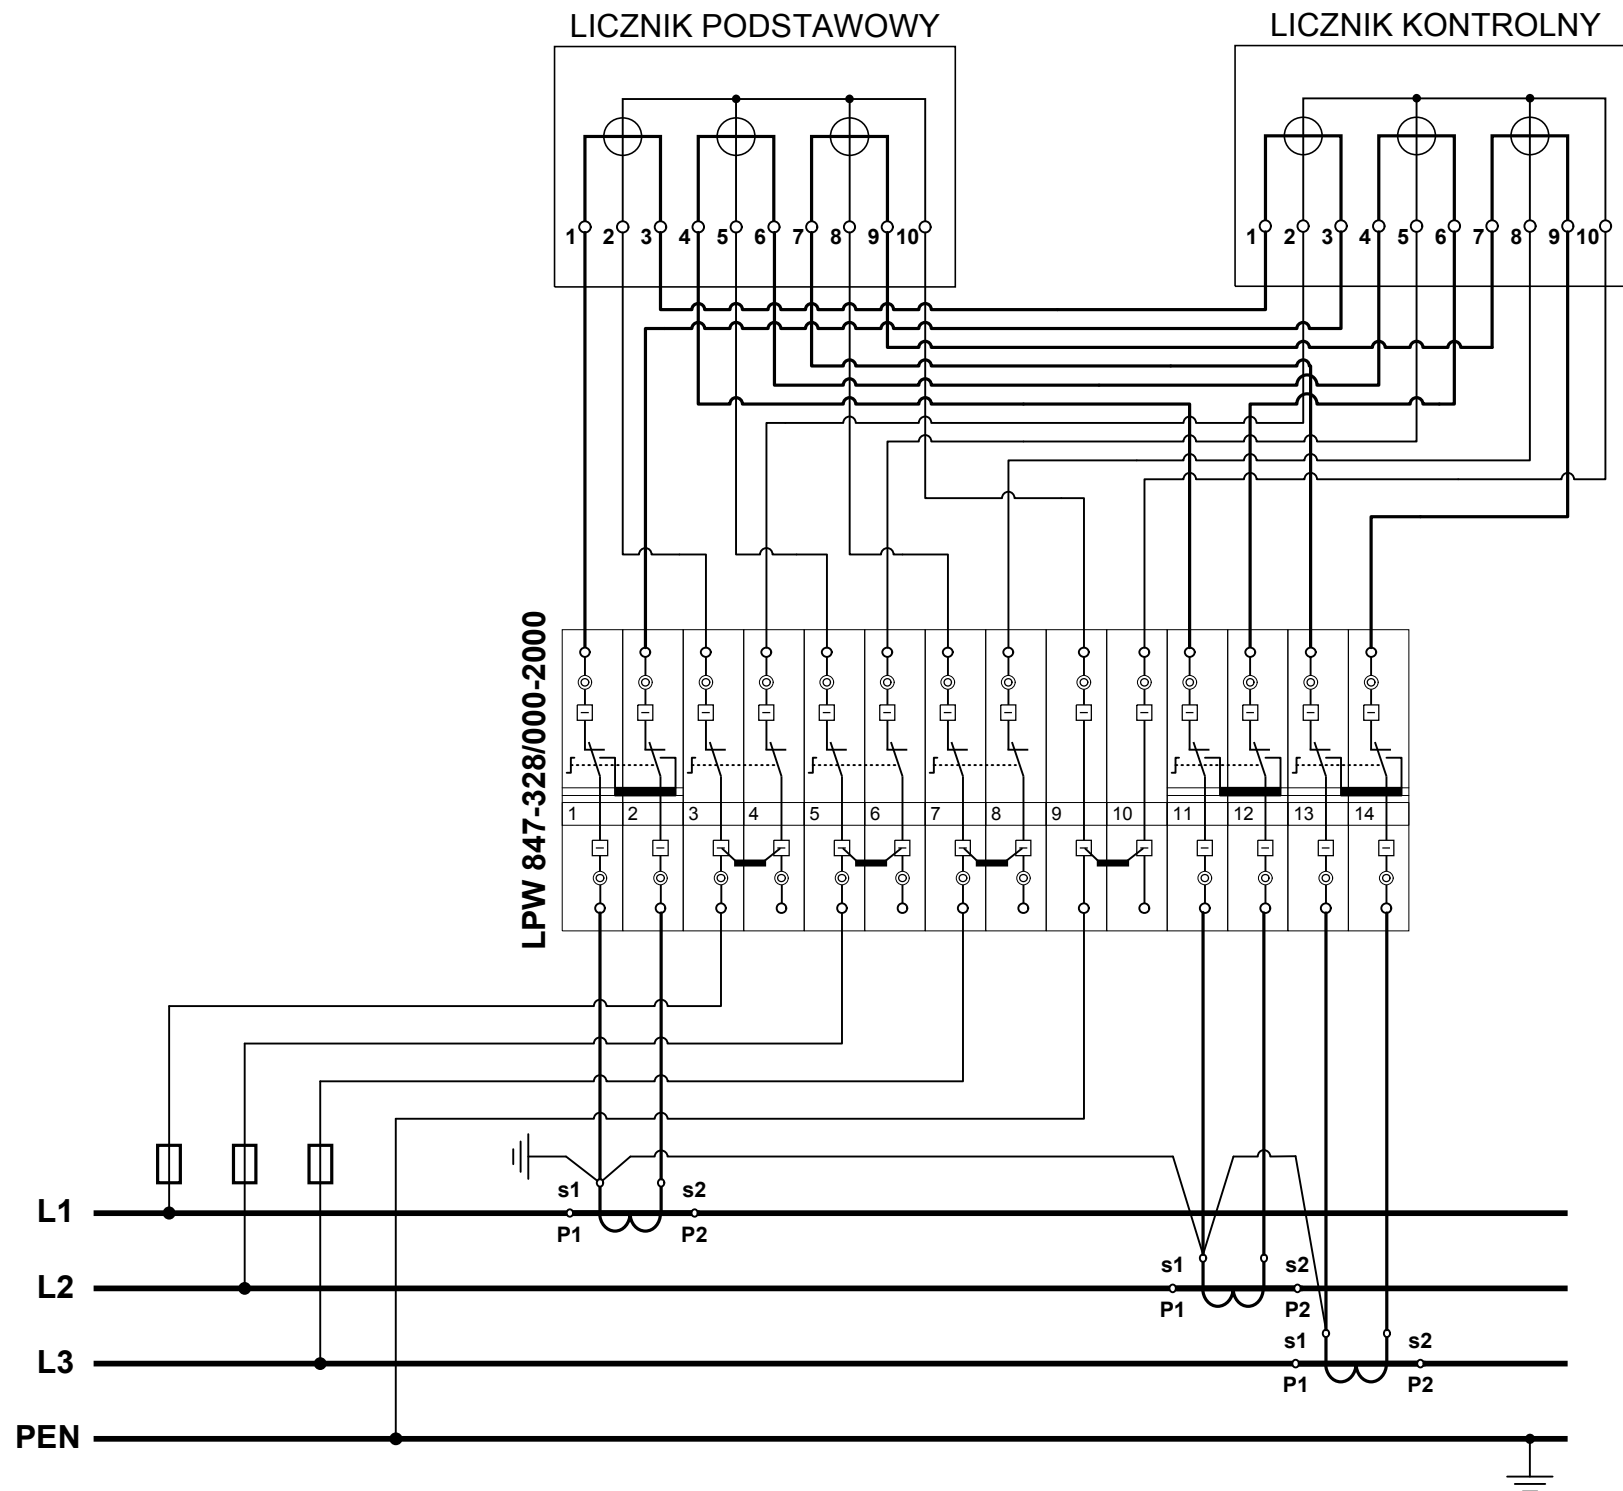 LICZNIK PODSTAWOWY
LICZNIK KONTROLNY
1 2 3 4 5 6 7 8 9 10
1 2 3 4 5 6 7 8 9 10
LPW 847-328/000-2000
1 2 3 4 5 6 7 8 9 10 11 12 13 14
s1 s2
L1
P1 P2
s1 s2
L2
P1 P2
s1 s2
L3
P1 P2
PEN